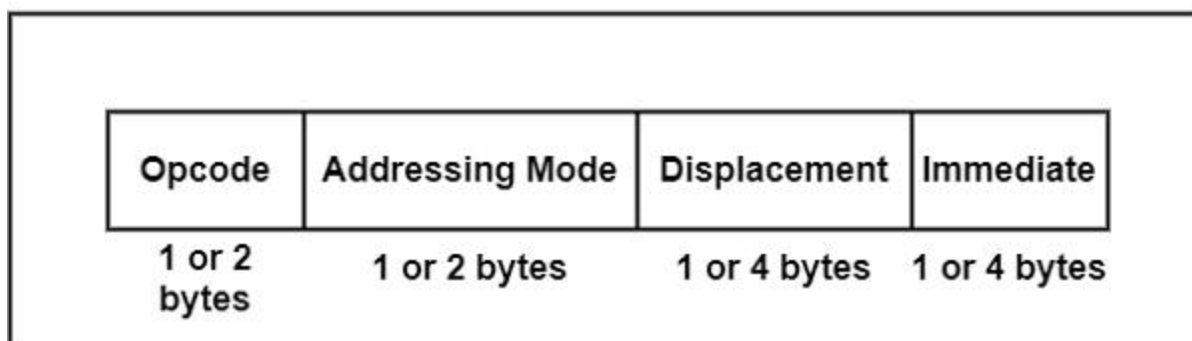 Opcode Addressing Mode Displacement Immediate
1 or 2 bytes 1 or 2 bytes 1 or 4 bytes 1 or 4 bytes